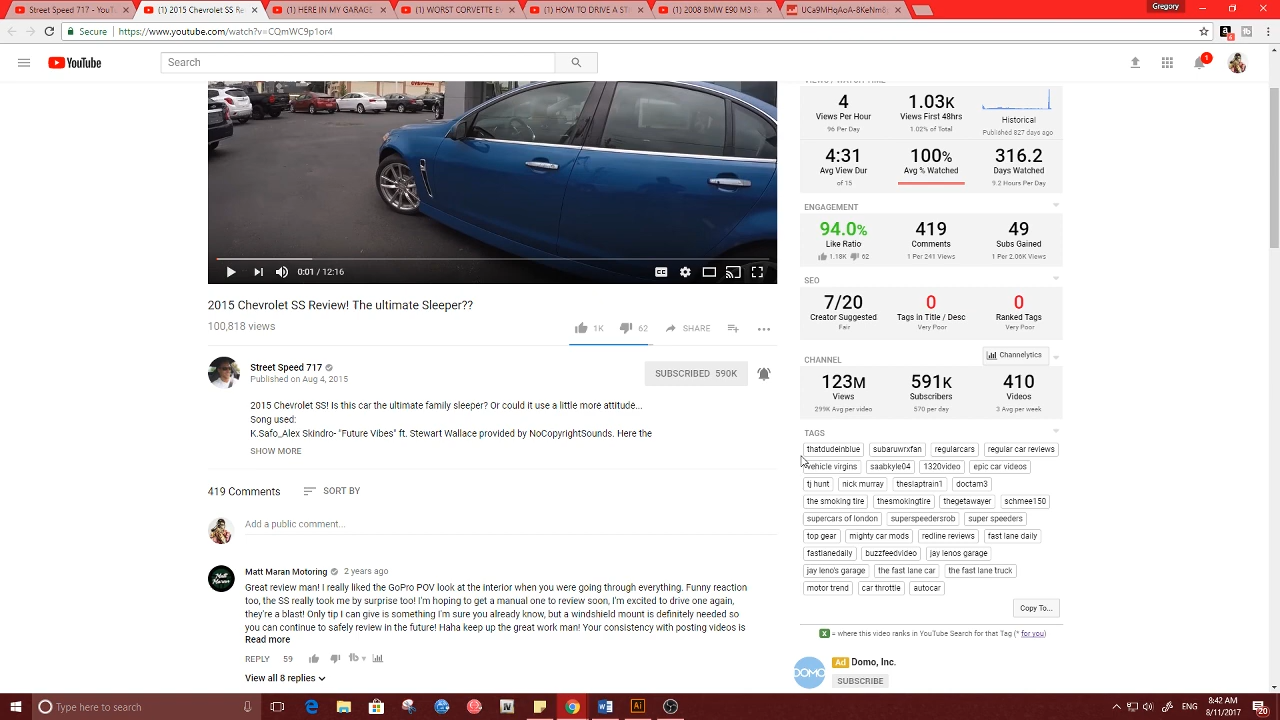 (1) Street Speed 717 - YouT
(1) 2015 Chevrolet SS Re
(1) HERE IN MY GARAGE
(1) WORST CORVETTE EV
(1) HOW TO DRIVE A ST
(1) 2008 BMW E90 M3 R
UCa9MHqAoA-8KeNm8
Gregory
Secure https://www.youtube.com/watch?v=CQmWC9p1or4
YouTube
Search
1
VIEWS / WATCH TIME
4 1.03K
Views Per Hour Views First 48hrs Historical
96 Per Day 1.02% of Total Published 827 days ago
4:31 100% 316.2
Avg View Dur Avg % Watched Days Watched
of 15 9.2 Hours Per Day
ENGAGEMENT
94.0% 419 49
Like Ratio Comments Subs Gained
1.18K 62 1 Per 241 Views 1 Per 2.06K Views
SEO
7/20 0 0
Creator Suggested Tags in Title / Desc Ranked Tags
Fair Very Poor Very Poor
CHANNEL Channelytics
123M 591K 410
Views Subscribers Videos
299K Avg per video 570 per day 3 Avg per week
TAGS
thatdudeinblue subaruwrxfan regularcars regular car reviews
vehicle virgins saabkyle04 1320video epic car videos
tj hunt nick murray theslaptrain1 doctam3
the smoking tire thesmokingtire thegetawayer schmee150
supercars of london superspeedersrob super speeders
top gear mighty car mods redline reviews fast lane daily
fastlanedaily buzzfeedvideo jay lenos garage
jay leno's garage the fast lane car the fast lane truck
motor trend car throttle autocar
Copy To...
X = where this video ranks in YouTube Search for that Tag (* for you)
DOMO
Ad Domo, Inc.
SUBSCRIBE
0:01 / 12:16
CC
2015 Chevrolet SS Review! The ultimate Sleeper??
100,818 views
1K 62 SHARE
Street Speed 717
Published on Aug 4, 2015
SUBSCRIBED 590K
2015 Chevrolet SS! Is this car the ultimate family sleeper? Or could it use a little more attitude...
Song used:
K.Safo_Alex Skindro- "Future Vibes" ft. Stewart Wallace provided by NoCopyrightSounds. Here the
SHOW MORE
419 Comments SORT BY
Add a public comment...
Matt Maran Motoring 2 years ago
Great review man! I really liked the GoPro POV look at the interior when you were going through everything. Funny reaction
too, the SS really took me by surprise too! I'm hoping to get a manual one to review soon, I'm excited to drive one again,
they're a blast! Only tip I can give is something I'm sure you already know, but a windshield mount is definitely needed so
you can continue to safely review in the future! Haha keep up the great work man! Your consistency with posting videos is
Read more
REPLY 59
View all 8 replies
Type here to search
ENG
8:42 AM
8/1/2017
20